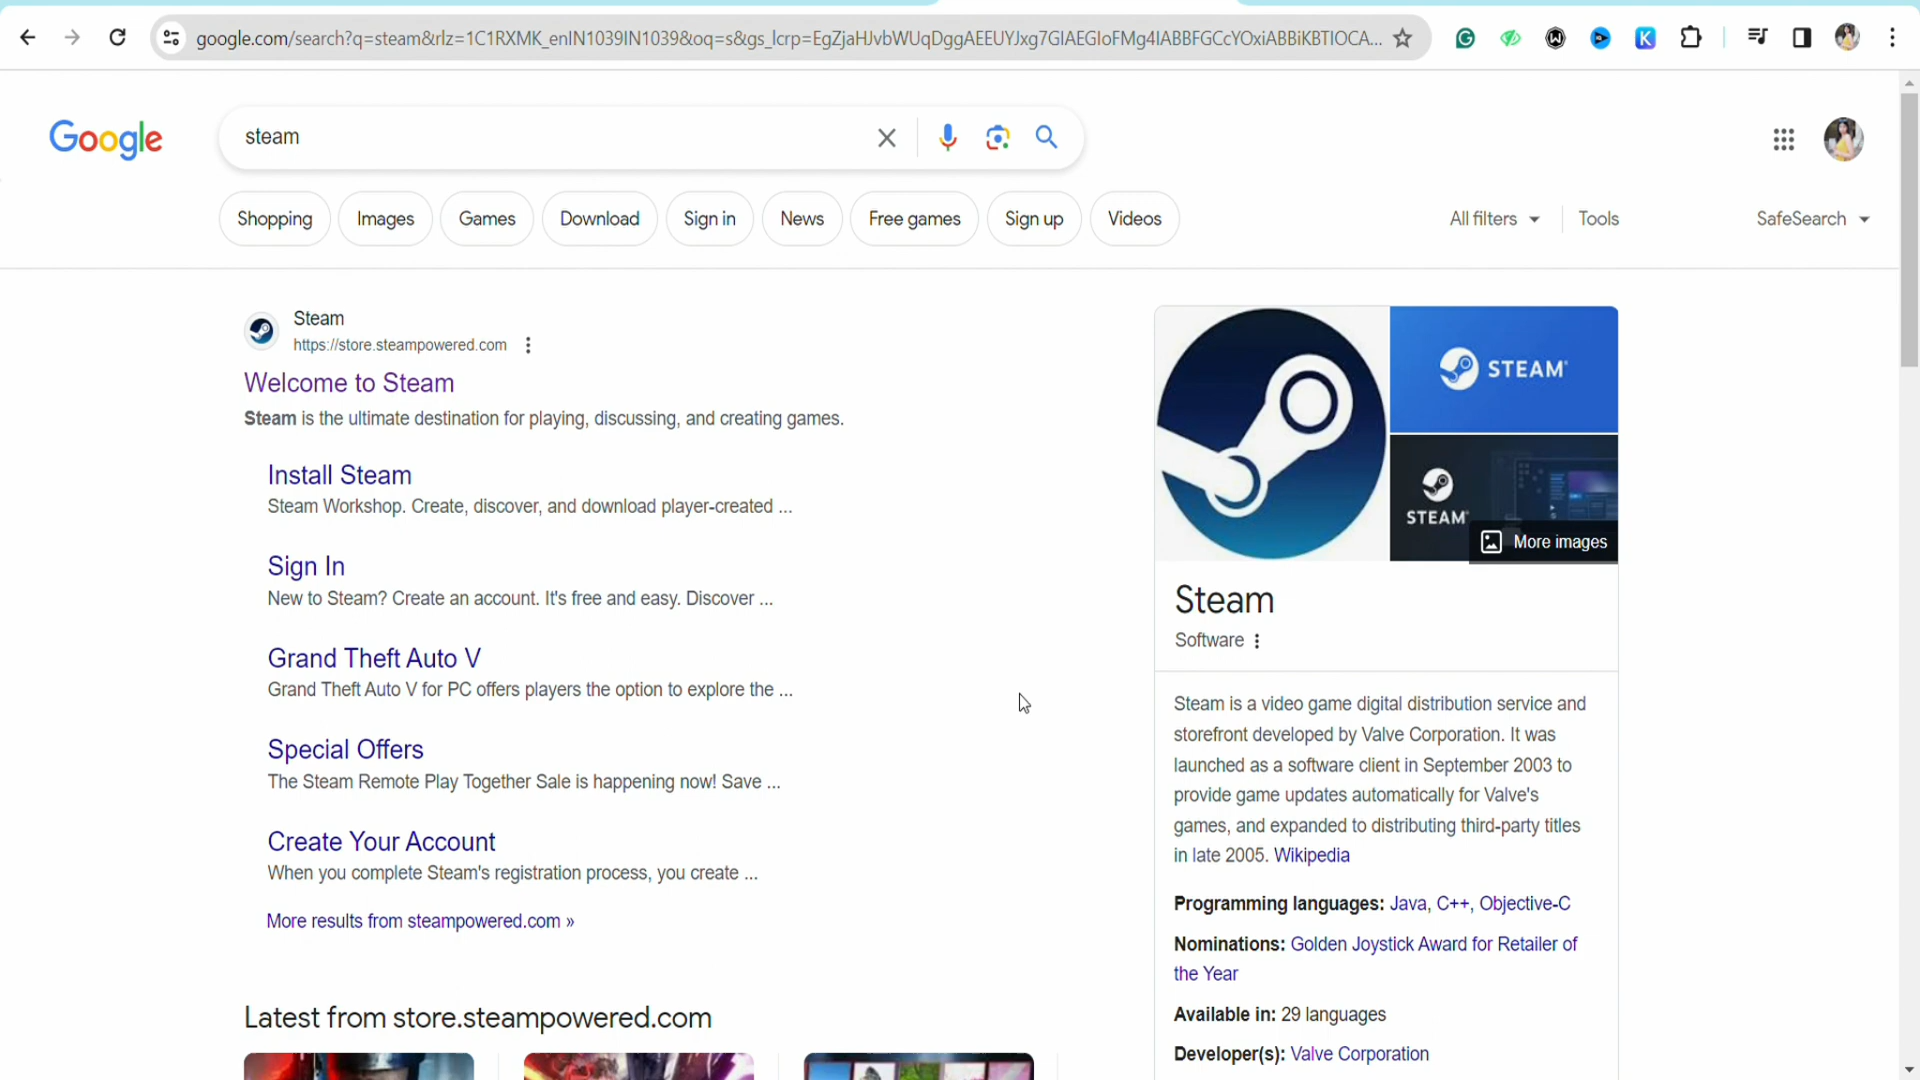 google.com/search?q=steam&rlz=1C1RXMK_enIN1039IN1039&oq=s&gs_lcrp=EgZjaHJvbWUqDggAEEUYJxg7GIAEGIoFMg4IABBFGCcYOxiABBiKBTIOCA...
Google
steam
Shopping
Images
Games
Download
Sign in
News
Free games
Sign up
Videos
All filters
Tools
SafeSearch
Steam
https://store.steampowered.com
Welcome to Steam
Steam is the ultimate destination for playing, discussing, and creating games.
Install Steam
Steam Workshop. Create, discover, and download player-created ...
Sign In
New to Steam? Create an account. It's free and easy. Discover ...
Grand Theft Auto V
Grand Theft Auto V for PC offers players the option to explore the ...
Special Offers
The Steam Remote Play Together Sale is happening now! Save ...
Create Your Account
When you complete Steam's registration process, you create ...
More results from steampowered.com »
Latest from store.steampowered.com
STEAM
STEAM
More images
Steam
Software
Steam is a video game digital distribution service and
storefront developed by Valve Corporation. It was
launched as a software client in September 2003 to
provide game updates automatically for Valve's
games, and expanded to distributing third-party titles
in late 2005. Wikipedia
Programming languages: Java, C++, Objective-C
Nominations: Golden Joystick Award for Retailer of
the Year
Available in: 29 languages
Developer(s): Valve Corporation